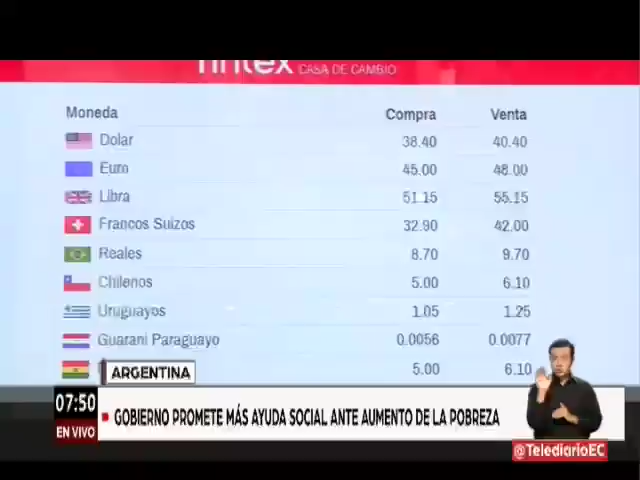 CASA DE CAMBIO
Moneda Compra Venta
Dolar 38.40 40.40
Euro 45.00 48.00
Libra 51.15 55.15
Francos Suizos 32.90 42.00
Reales 8.70 9.70
Chilenos 5.00 6.10
Uruguayos 1.05 1.25
Guarani Paraguayo 0.0056 0.0077
5.00 6.10
ARGENTINA
07:50
EN VIVO
GOBIERNO PROMETE MÁS AYUDA SOCIAL ANTE AUMENTO DE LA POBREZA
@TelediarioEC